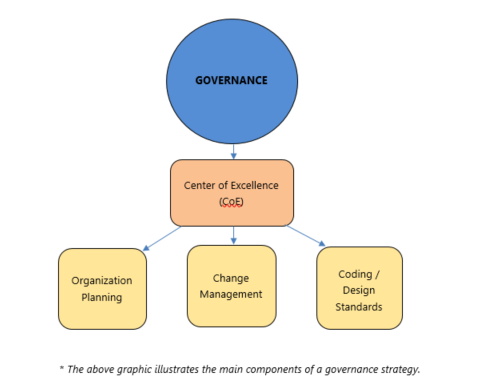 GOVERNANCE
Center of Excellence
(CoE)
Organization
Planning
Change
Management
Coding /
Design
Standards
* The above graphic illustrates the main components of a governance strategy.